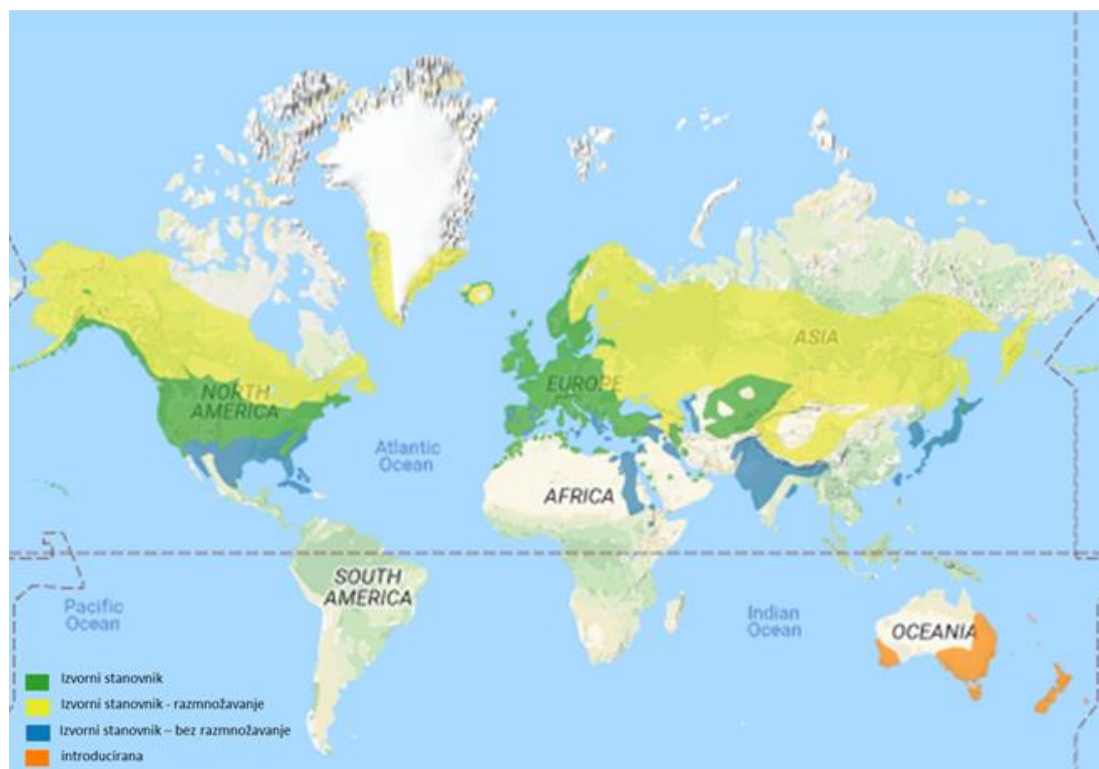 NORTH
AMERICA
EUROPE
ASIA
Atlantic
Ocean
AFRICA
SOUTH
AMERICA
Pacific
Ocean
Indian
Ocean
OCEANIA
Izvorni stanovnik
Izvorni stanovnik - razmnožavanje
Izvorni stanovnik – bez razmnožavanje
introducirana